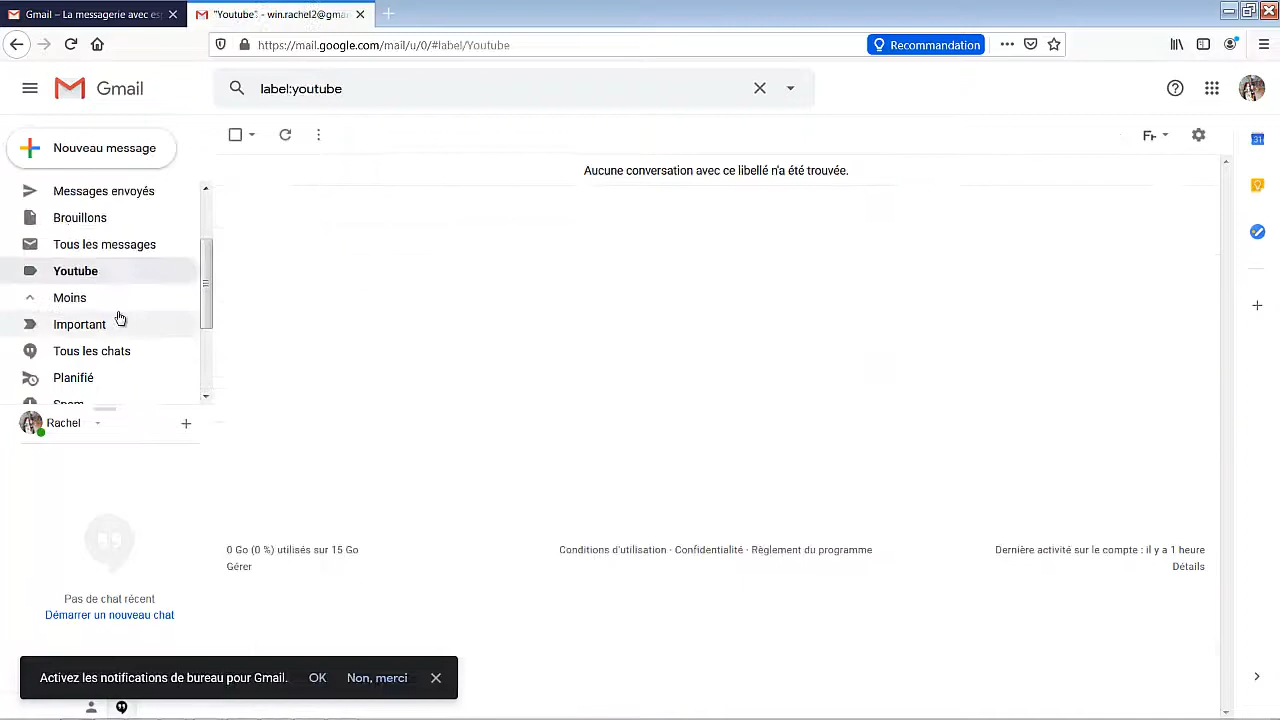 Gmail – La messagerie avec es
"Youtube" - win.rachel2@gma
https://mail.google.com/mail/u/0/#label/Youtube
Recommandation
Gmail
label:youtube
Nouveau message
Fr
31
Aucune conversation avec ce libellé n'a été trouvée.
Messages envoyés
Brouillons
Tous les messages
Youtube
Moins
Important
Tous les chats
Planifié
Spam
Rachel
0 Go (0 %) utilisés sur 15 Go
Gérer
Conditions d'utilisation · Confidentialité · Règlement du programme
Dernière activité sur le compte : il y a 1 heure
Détails
Pas de chat récent
Démarrer un nouveau chat
Activez les notifications de bureau pour Gmail. OK Non, merci